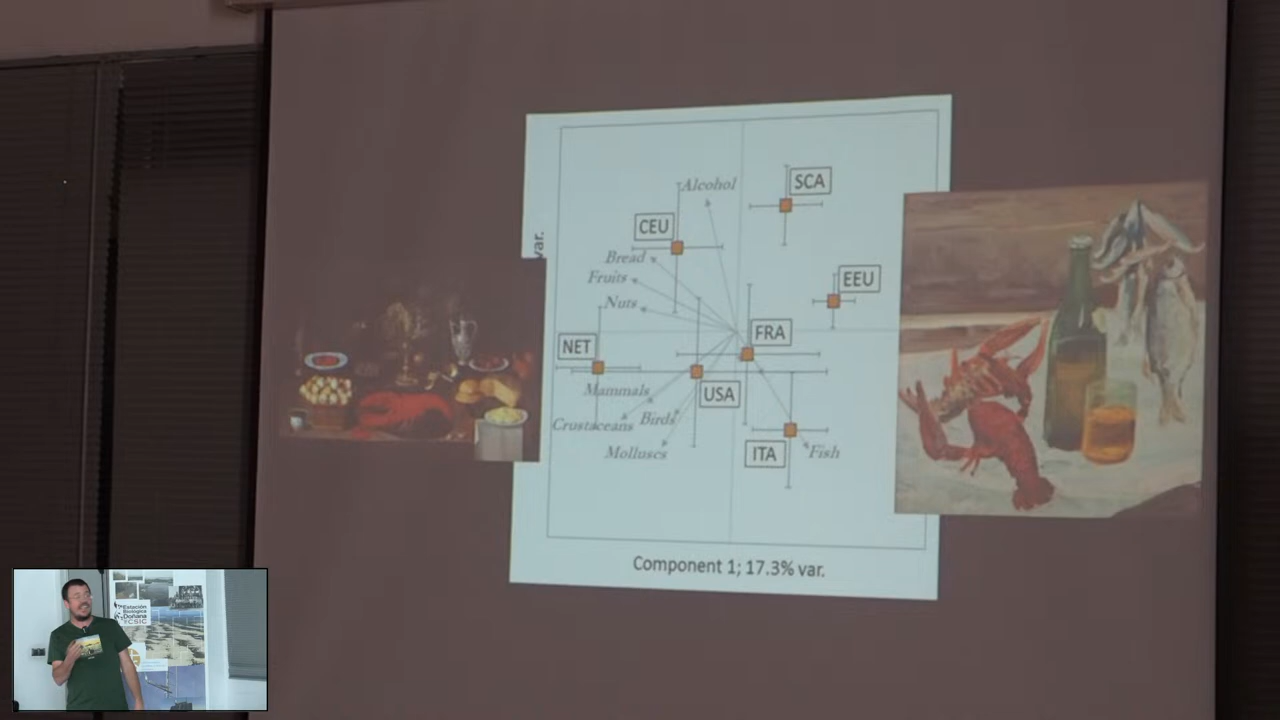 Alcohol
SCA
CEU
var.
Bread
Fruits
EEU
Nuts
FRA
NET
Mammals
USA
Crustaceans
Birds
Molluscs
ITA
Fish
Component 1; 17.3% var.
Estación
Biológica
Doñana
CSIC